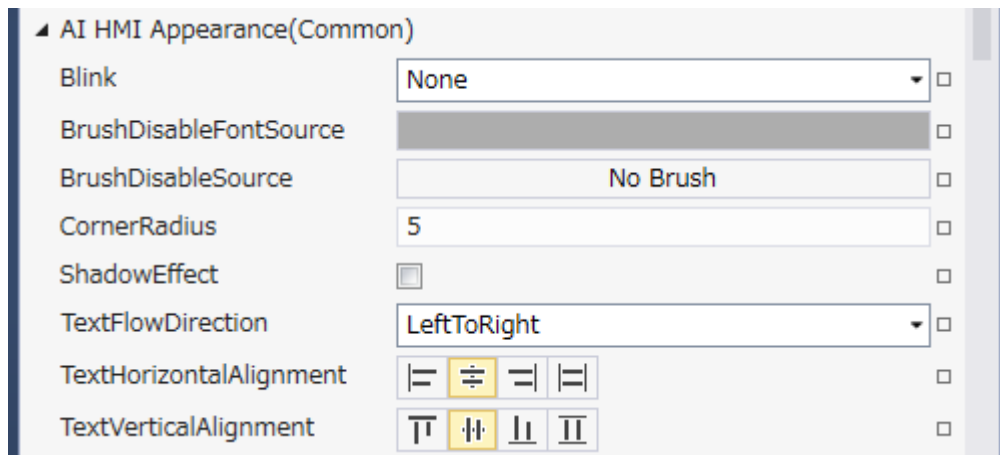 AI HMI Appearance(Common)
Blink None
BrushDisableFontSource
BrushDisableSource No Brush
CornerRadius 5
ShadowEffect
TextFlowDirection LeftToRight
TextHorizontalAlignment
TextVerticalAlignment